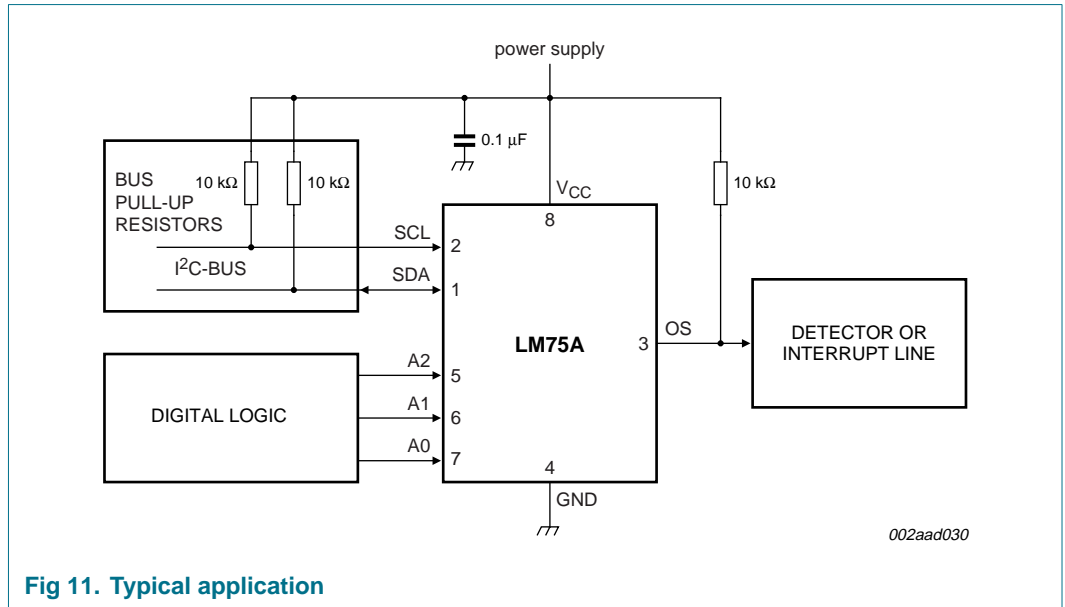 power supply
0.1 μF
BUS
PULL-UP
RESISTORS
10 kΩ
10 kΩ
10 kΩ
VCC
8
SCL
2
I2C-BUS
SDA
1
LM75A
3
OS
DETECTOR OR
INTERRUPT LINE
DIGITAL LOGIC
A2
5
A1
6
A0
7
4
GND
002aad030
Fig 11. Typical application